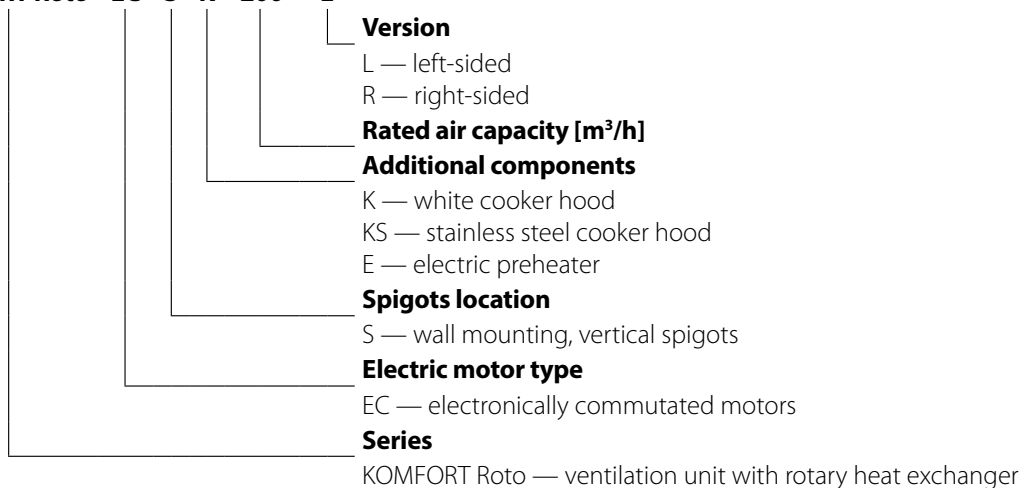 Version
L — left-sided
R — right-sided
Rated air capacity [m³/h]
Additional components
K — white cooker hood
KS — stainless steel cooker hood
E — electric preheater
Spigots location
S — wall mounting, vertical spigots
Electric motor type
EC — electronically commutated motors
Series
KOMFORT Roto — ventilation unit with rotary heat exchanger